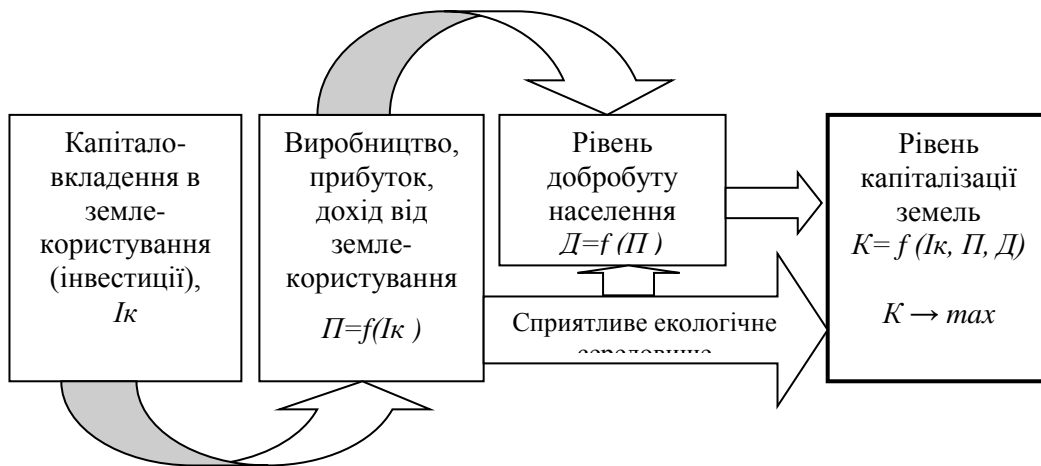 Капітало-
вкладення в
земле-
користування
(інвестиції),
Ік
Виробництво,
прибуток,
дохід від
земле-
користування
П=f(Ік )
Рівень
добробуту
населення
Д=f (П )
Сприятливе екологічне
середовище
Рівень
капіталізації
земель
К= f (Ік, П, Д)
К → max